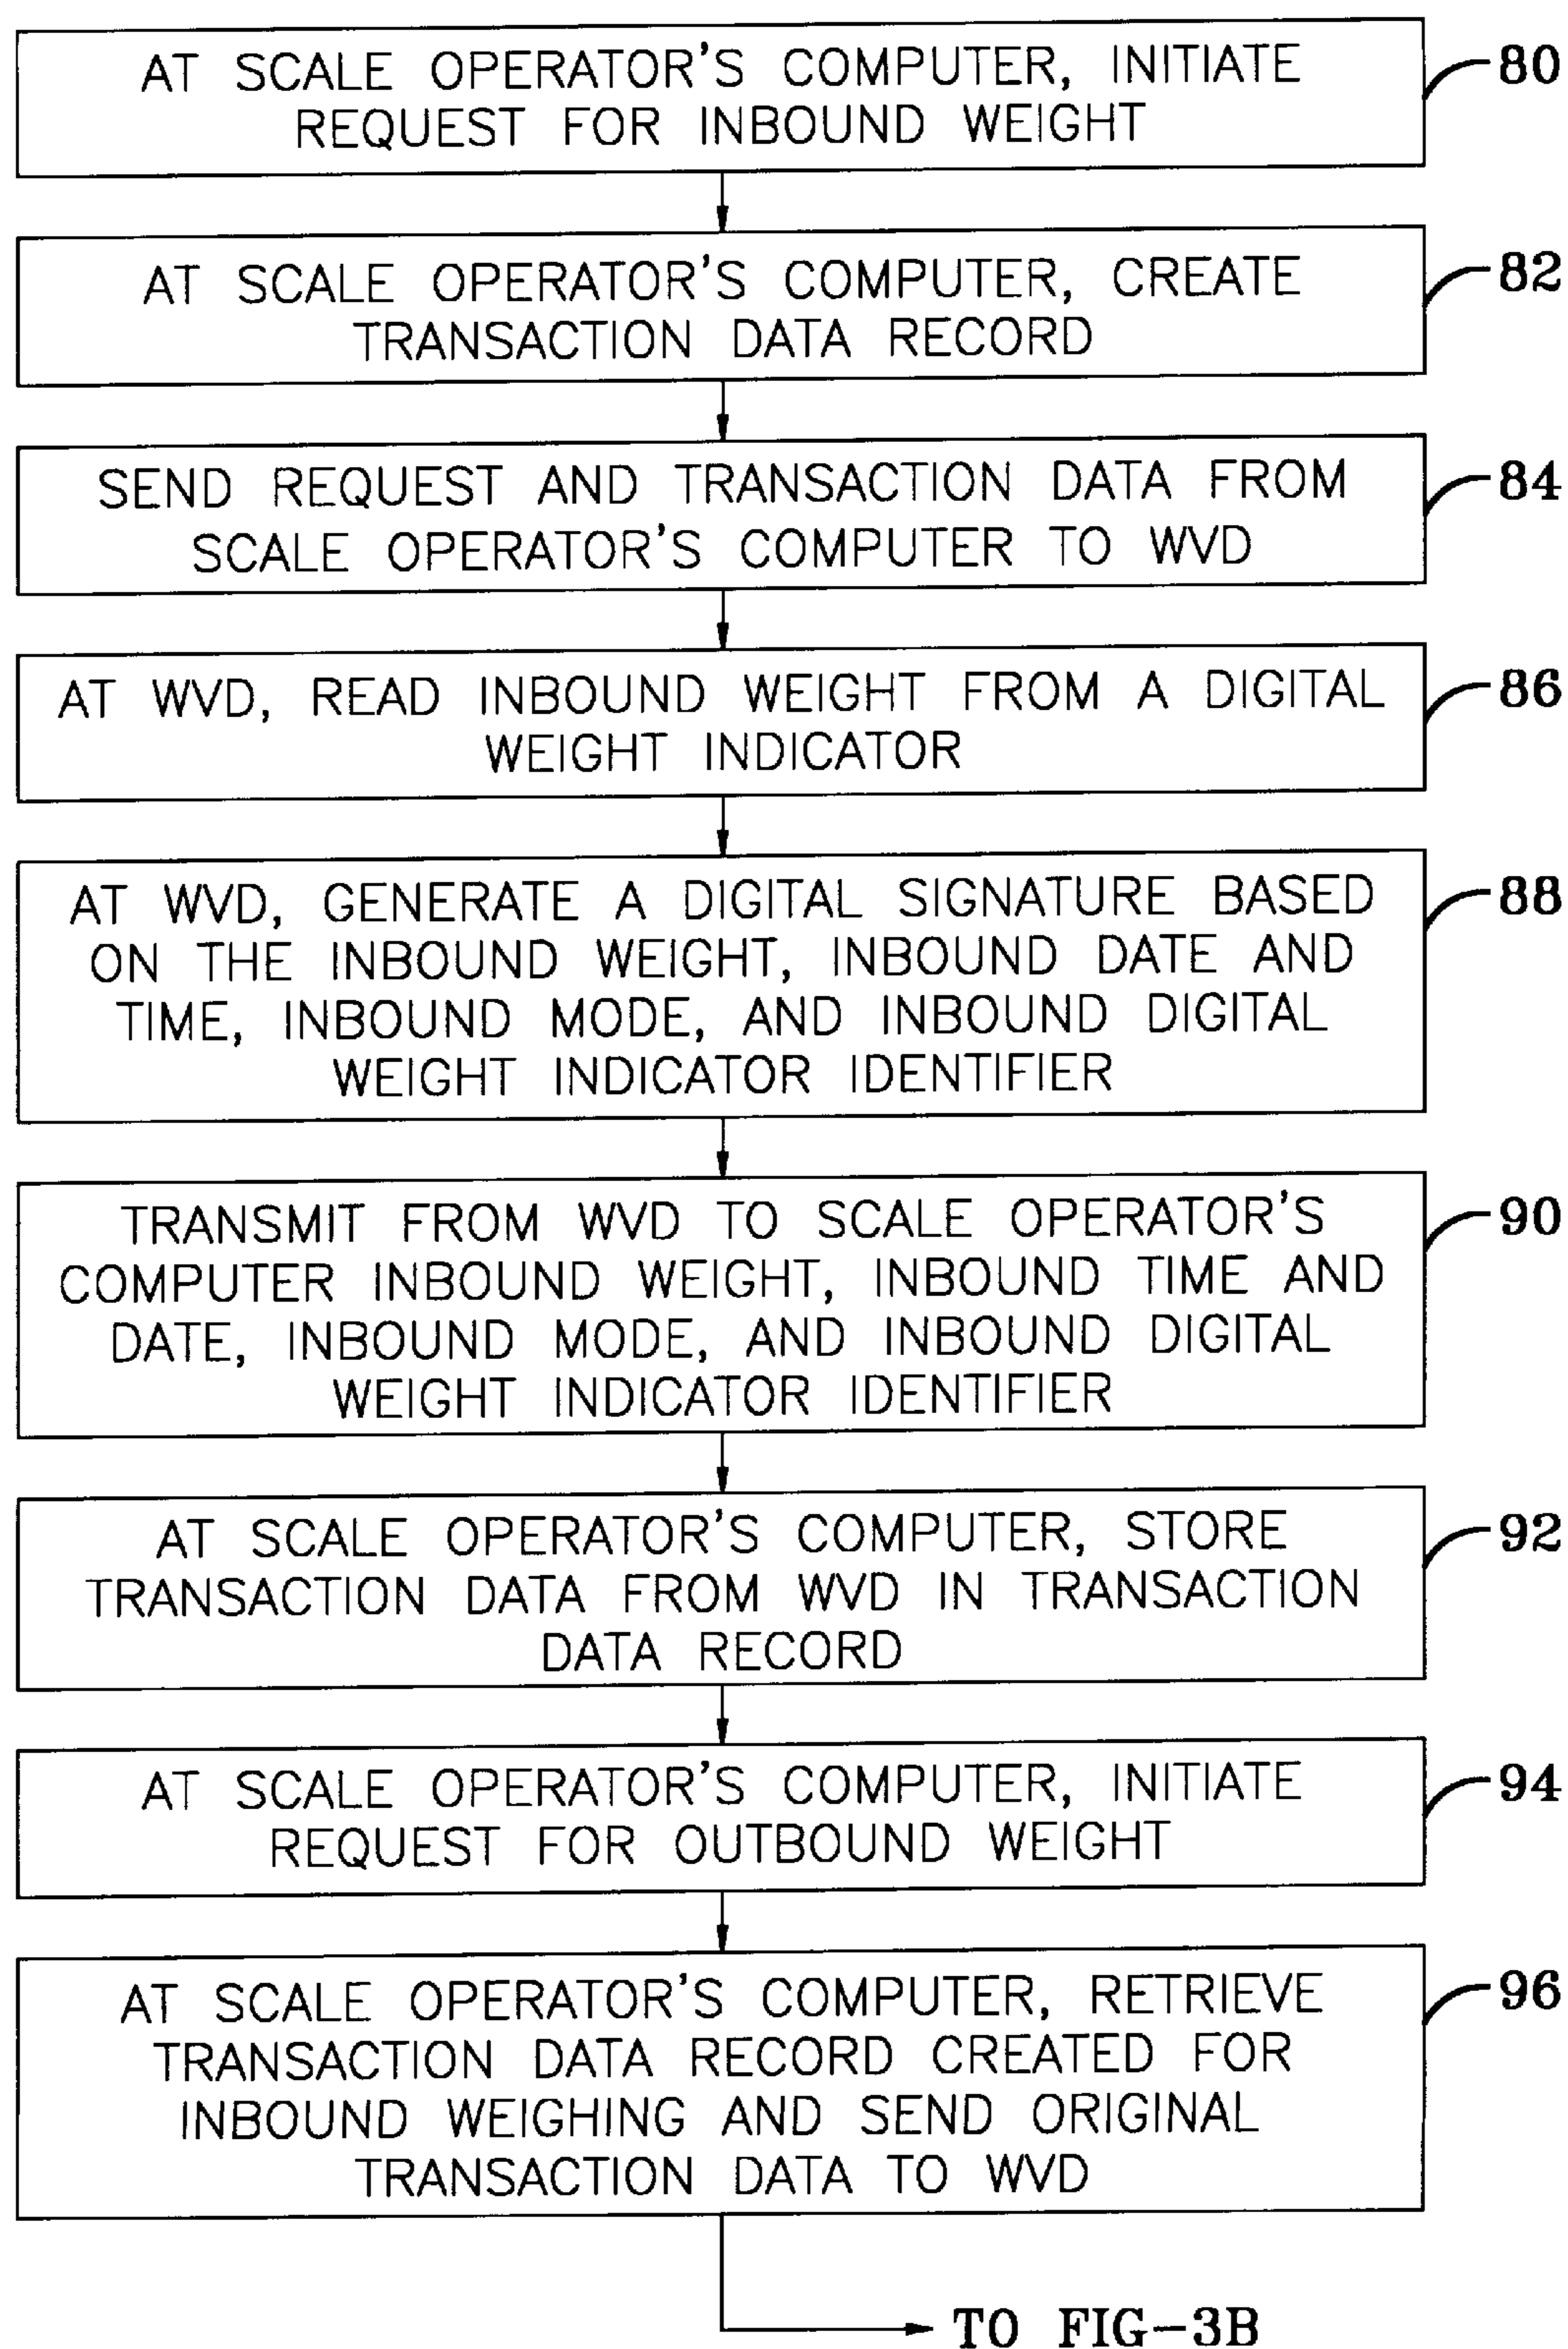 AT SCALE OPERATOR'S COMPUTER, INITIATE
REQUEST FOR INBOUND WEIGHT
80
AT SCALE OPERATOR'S COMPUTER, CREATE
TRANSACTION DATA RECORD
82
SEND REQUEST AND TRANSACTION DATA FROM
SCALE OPERATOR'S COMPUTER TO WVD
84
AT WVD, READ INBOUND WEIGHT FROM A DIGITAL
WEIGHT INDICATOR
86
AT WVD, GENERATE A DIGITAL SIGNATURE BASED
ON THE INBOUND WEIGHT, INBOUND DATE AND
TIME, INBOUND MODE, AND INBOUND DIGITAL
WEIGHT INDICATOR IDENTIFIER
88
TRANSMIT FROM WVD TO SCALE OPERATOR'S
COMPUTER INBOUND WEIGHT, INBOUND TIME AND
DATE, INBOUND MODE, AND INBOUND DIGITAL
WEIGHT INDICATOR IDENTIFIER
90
AT SCALE OPERATOR'S COMPUTER, STORE
TRANSACTION DATA FROM WVD IN TRANSACTION
DATA RECORD
92
AT SCALE OPERATOR'S COMPUTER, INITIATE
REQUEST FOR OUTBOUND WEIGHT
94
AT SCALE OPERATOR'S COMPUTER, RETRIEVE
TRANSACTION DATA RECORD CREATED FOR
INBOUND WEIGHING AND SEND ORIGINAL
TRANSACTION DATA TO WVD
96
TO FIG-3B